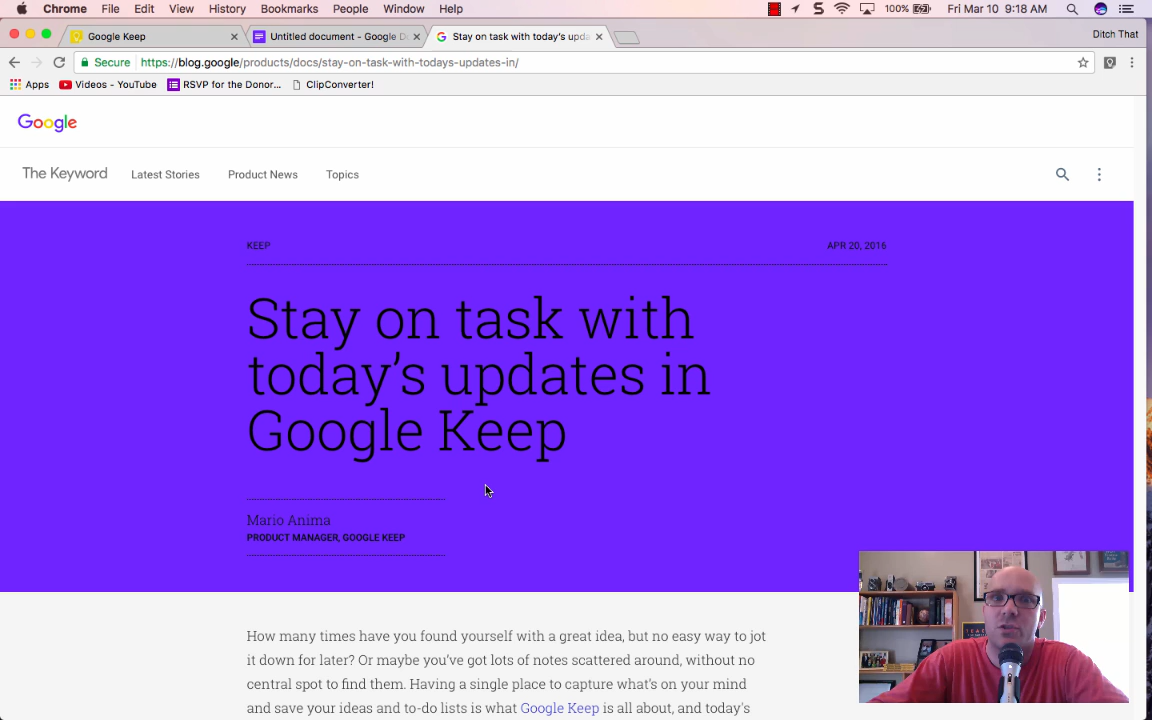 Chrome File Edit View History Bookmarks People Window Help 100% Fri Mar 10 9:18 AM
Google Keep Untitled document - Google D Stay on task with today's upda Ditch That
Secure https://blog.google/products/docs/stay-on-task-with-todays-updates-in/
Apps Videos - YouTube RSVP for the Donor... ClipConverter!
Google
The Keyword Latest Stories Product News Topics
KEEP APR 20, 2016
Stay on task with
today's updates in
Google Keep
Mario Anima
PRODUCT MANAGER, GOOGLE KEEP
How many times have you found yourself with a great idea, but no easy way to jot
it down for later? Or maybe you've got lots of notes scattered around, without no
central spot to find them. Having a single place to capture what's on your mind
and save your ideas and to-do lists is what Google Keep is all about, and today's